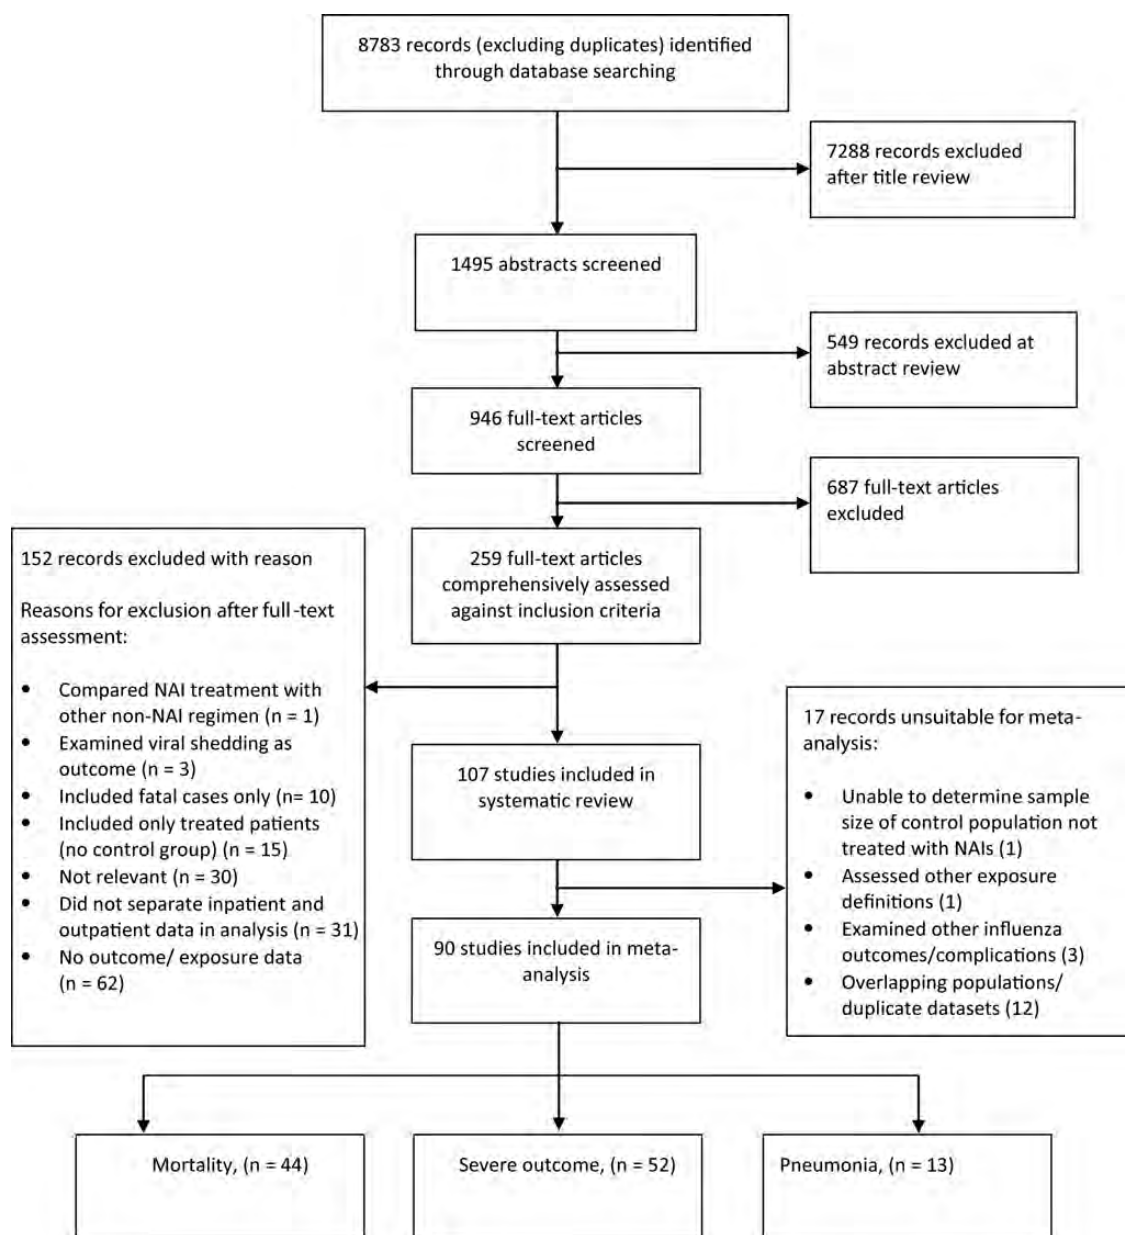 8783 records (excluding duplicates) identified
through database searching
7288 records excluded
after title review
1495 abstracts screened
549 records excluded at
abstract review
946 full-text articles
screened
687 full-text articles
excluded
259 full-text articles
comprehensively assessed
against inclusion criteria
152 records excluded with reason
Reasons for exclusion after full-text
assessment:
• Compared NAI treatment with
other non-NAI regimen (n = 1)
• Examined viral shedding as
outcome (n = 3)
• Included fatal cases only (n= 10)
• Included only treated patients
(no control group) (n = 15)
• Not relevant (n = 30)
• Did not separate inpatient and
outpatient data in analysis (n = 31)
• No outcome/ exposure data
(n = 62)
107 studies included in
systematic review
17 records unsuitable for meta-
analysis:
• Unable to determine sample
size of control population not
treated with NAIs (1)
• Assessed other exposure
definitions (1)
• Examined other influenza
outcomes/complications (3)
• Overlapping populations/
duplicate datasets (12)
90 studies included in meta-
analysis
Mortality, (n = 44)
Severe outcome, (n = 52)
Pneumonia, (n = 13)